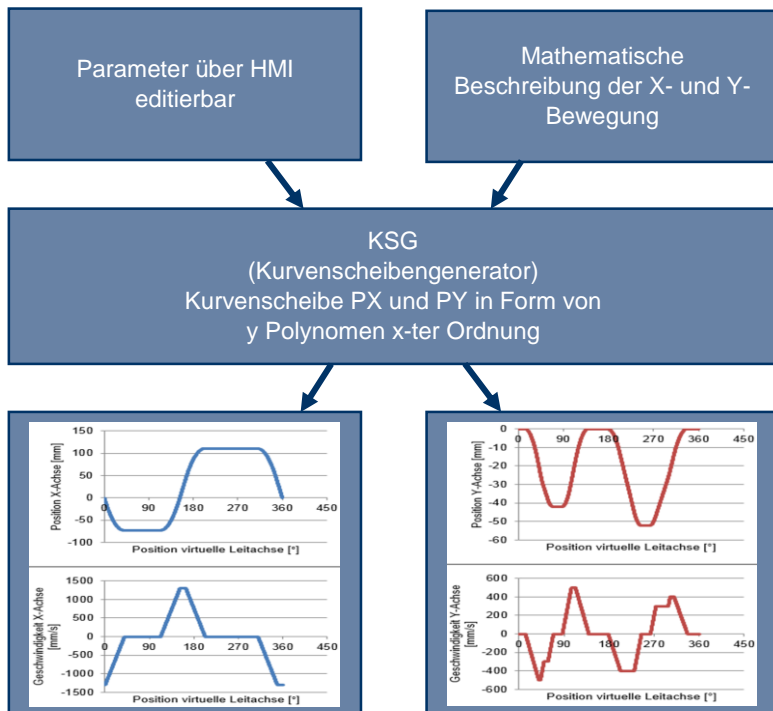 Parameter über HMI
editierbar
Mathematische
Beschreibung der X- und Y-
Bewegung
KSG
(Kurvenscheibengenerator)
Kurvenscheibe PX und PY in Form von
y Polynomen x-ter Ordnung
Position X-Achse [mm]
150
100
50
0
-50
-100
0 90 180 270 360 450
Position virtuelle Leitachse [°]
Geschwindigkeit X-Achse
[mm/s]
1500
1000
500
0
-500
-1000
-1500
0 90 180 270 360 450
Position virtuelle Leitachse [°]
Position Y-Achse [mm]
0
-10
-20
-30
-40
-50
-60
0 90 180 270 360 450
Position virtuelle Leitachse [°]
Geschwindigkeit Y-Achse
[mm/s]
600
400
200
0
-200
-400
-600
0 90 180 270 360 450
Position virtuelle Leitachse [°]